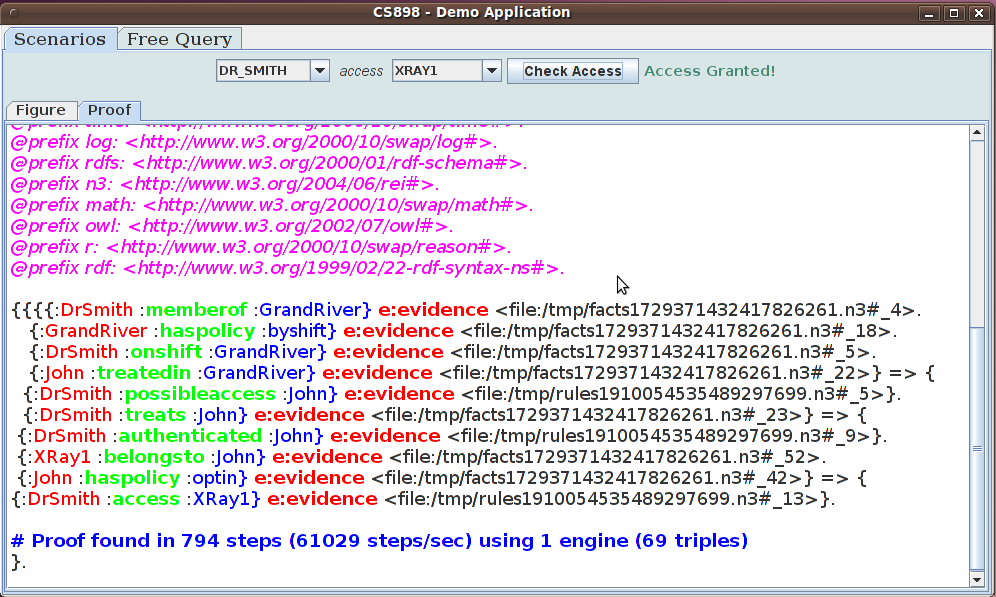 CS898 - Demo Application
Scenarios Free Query
DR_SMITH access XRAY1 Check Access Access Granted!
Figure Proof
@prefix log: <http://www.w3.org/2000/10/swap/log#>.
@prefix rdfs: <http://www.w3.org/2000/01/rdf-schema#>.
@prefix n3: <http://www.w3.org/2004/06/rei#>.
@prefix math: <http://www.w3.org/2000/10/swap/math#>.
@prefix owl: <http://www.w3.org/2002/07/owl#>.
@prefix r: <http://www.w3.org/2000/10/swap/reason#>.
@prefix rdf: <http://www.w3.org/1999/02/22-rdf-syntax-ns#>.
{{{{:DrSmith :memberof :GrandRiver} e:evidence <file:/tmp/facts1729371432417826261.n3#_4>.
{:GrandRiver :haspolicy :byshift} e:evidence <file:/tmp/facts1729371432417826261.n3#_18>.
{:DrSmith :onshift :GrandRiver} e:evidence <file:/tmp/facts1729371432417826261.n3#_5>.
{:John :treatedin :GrandRiver} e:evidence <file:/tmp/facts1729371432417826261.n3#_22>} => {
{:DrSmith :possibleaccess :John} e:evidence <file:/tmp/rules1910054535489297699.n3#_5>}.
{:DrSmith :treats :John} e:evidence <file:/tmp/facts1729371432417826261.n3#_23>} => {
{:DrSmith :authenticated :John} e:evidence <file:/tmp/rules1910054535489297699.n3#_9>}.
{:XRay1 :belongsto :John} e:evidence <file:/tmp/facts1729371432417826261.n3#_52>.
{:John :haspolicy :optin} e:evidence <file:/tmp/facts1729371432417826261.n3#_42>} => {
{:DrSmith :access :XRay1} e:evidence <file:/tmp/rules1910054535489297699.n3#_13>}.
# Proof found in 794 steps (61029 steps/sec) using 1 engine (69 triples)
}.